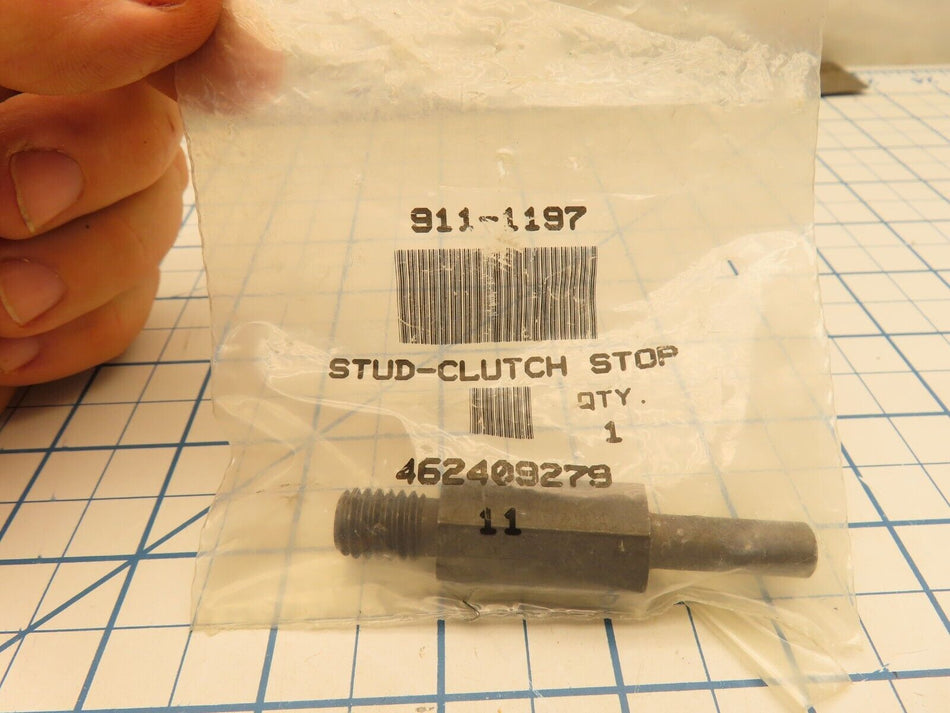 911-1197
STUD-CLUTCH STOP
QTY.
1
462409279
11